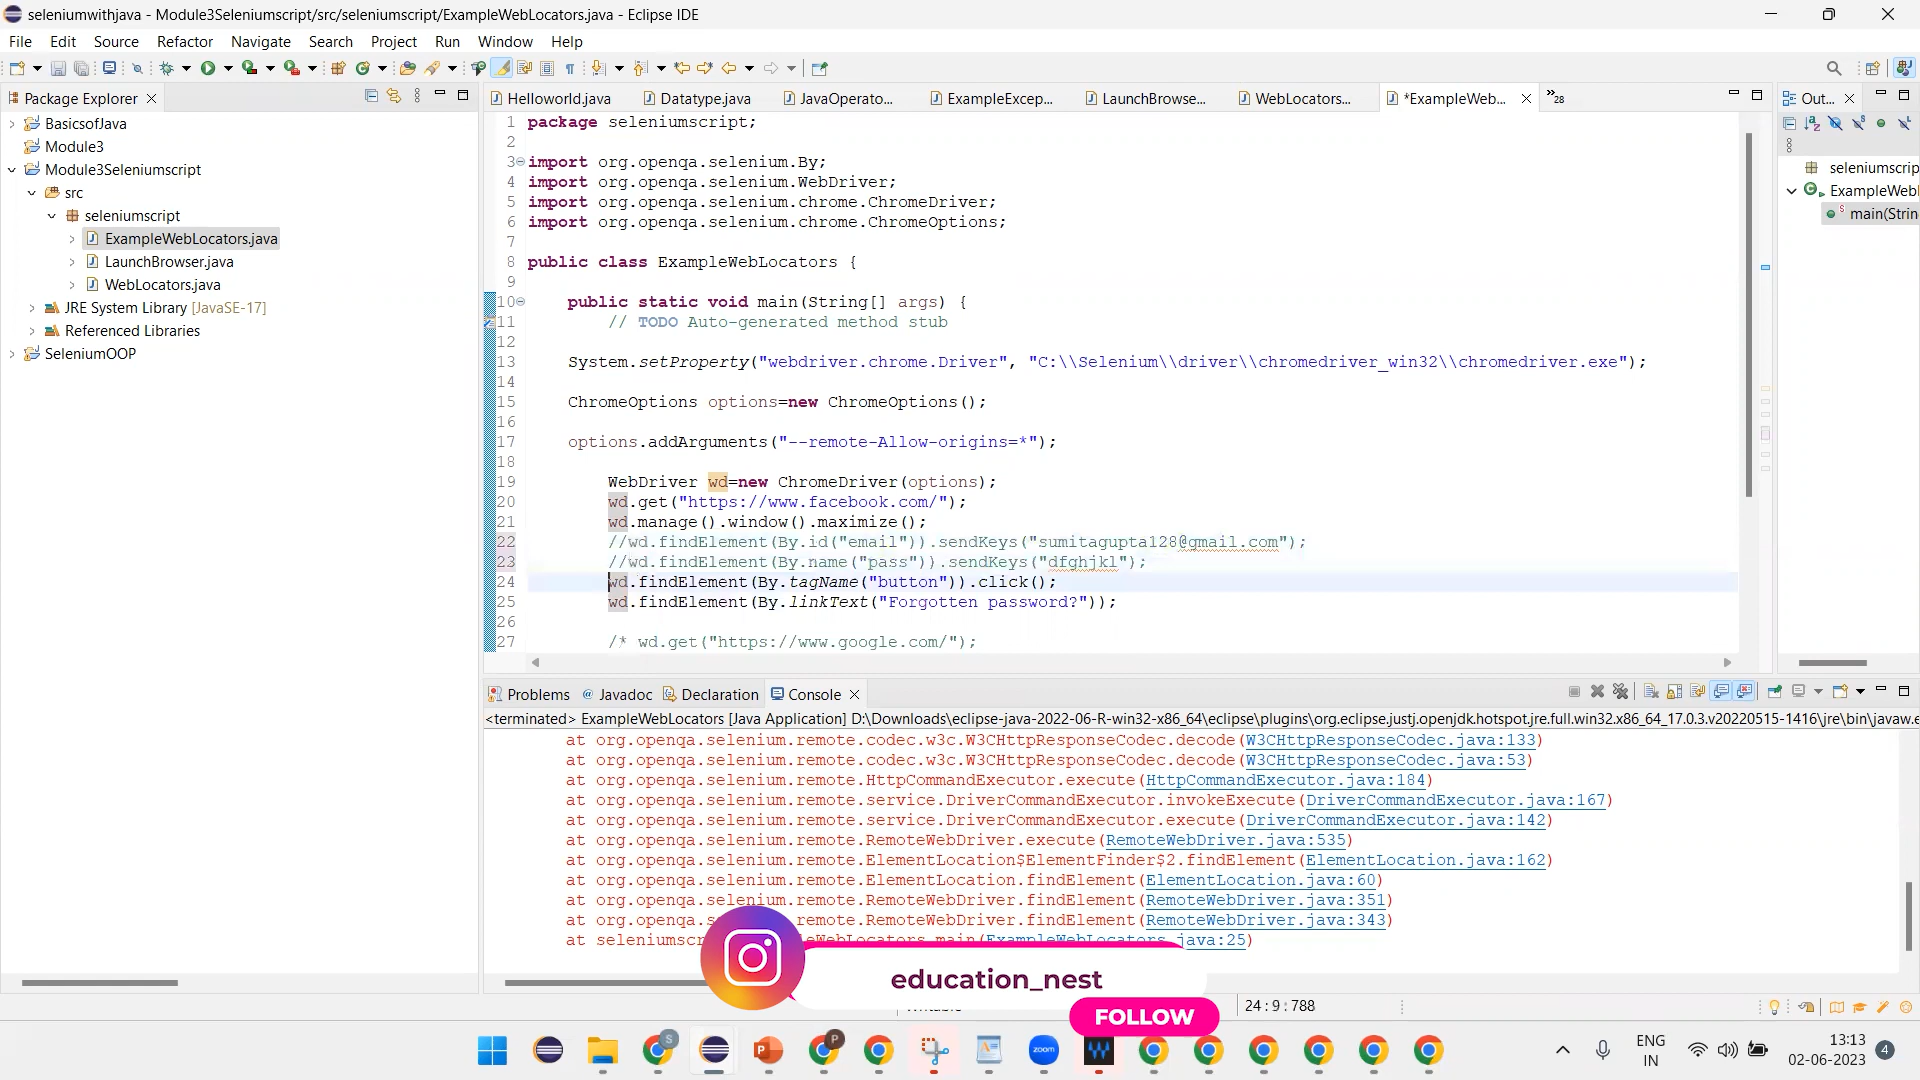 seleniumwithjava - Module3Seleniumscript/src/seleniumscript/ExampleWebLocators.java - Eclipse IDE
File Edit Source Refactor Navigate Search Project Run Window Help
Package Explorer
BasicsofJava
Module3
Module3Seleniumscript
src
seleniumscript
ExampleWebLocators.java
LaunchBrowser.java
WebLocators.java
JRE System Library [JavaSE-17]
Referenced Libraries
SeleniumOOP
Helloworld.java Datatype.java JavaOperato... ExampleExcep... LaunchBrowse... WebLocators... *ExampleWeb... »28
1 package seleniumscript;
2
3 import org.openqa.selenium.By;
4 import org.openqa.selenium.WebDriver;
5 import org.openqa.selenium.chrome.ChromeDriver;
6 import org.openqa.selenium.chrome.ChromeOptions;
7
8 public class ExampleWebLocators {
9
10 public static void main(String[] args) {
11 // TODO Auto-generated method stub
12
13 System.setProperty("webdriver.chrome.Driver", "C:\\Selenium\\driver\\chromedriver_win32\\chromedriver.exe");
14
15 ChromeOptions options=new ChromeOptions();
16
17 options.addArguments("--remote-Allow-origins=*");
18
19 WebDriver wd=new ChromeDriver(options);
20 wd.get("https://www.facebook.com/");
21 wd.manage().window().maximize();
22 //wd.findElement(By.id("email")).sendKeys("sumitagupta128@gmail.com");
23 //wd.findElement(By.name("pass")).sendKeys("dfghjkl");
24 wd.findElement(By.tagName("button")).click();
25 wd.findElement(By.linkText("Forgotten password?"));
26
27 /* wd.get("https://www.google.com/");
Out...
seleniumscrip
ExampleWebL
main(Strin
Problems @ Javadoc Declaration Console
<terminated> ExampleWebLocators [Java Application] D:\Downloads\eclipse-java-2022-06-R-win32-x86_64\eclipse\plugins\org.eclipse.justj.openjdk.hotspot.jre.full.win32.x86_64_17.0.3.v20220515-1416\jre\bin\javaw.e
at org.openqa.selenium.remote.codec.w3c.W3CHttpResponseCodec.decode(W3CHttpResponseCodec.java:133)
at org.openqa.selenium.remote.codec.w3c.W3CHttpResponseCodec.decode(W3CHttpResponseCodec.java:53)
at org.openqa.selenium.remote.HttpCommandExecutor.execute(HttpCommandExecutor.java:184)
at org.openqa.selenium.remote.service.DriverCommandExecutor.invokeExecute(DriverCommandExecutor.java:167)
at org.openqa.selenium.remote.service.DriverCommandExecutor.execute(DriverCommandExecutor.java:142)
at org.openqa.selenium.remote.RemoteWebDriver.execute(RemoteWebDriver.java:535)
at org.openqa.selenium.remote.ElementLocation$ElementFinder$2.findElement(ElementLocation.java:162)
at org.openqa.selenium.remote.ElementLocation.findElement(ElementLocation.java:60)
at org.openqa.selenium.remote.RemoteWebDriver.findElement(RemoteWebDriver.java:351)
at org.openqa.selenium.remote.RemoteWebDriver.findElement(RemoteWebDriver.java:343)
at seleniumscr leWebLocators.main(ExampleWebLocators.java:25)
education_nest
FOLLOW
24 : 9 : 788
zoom
ENG
IN
13:13
02-06-2023
4